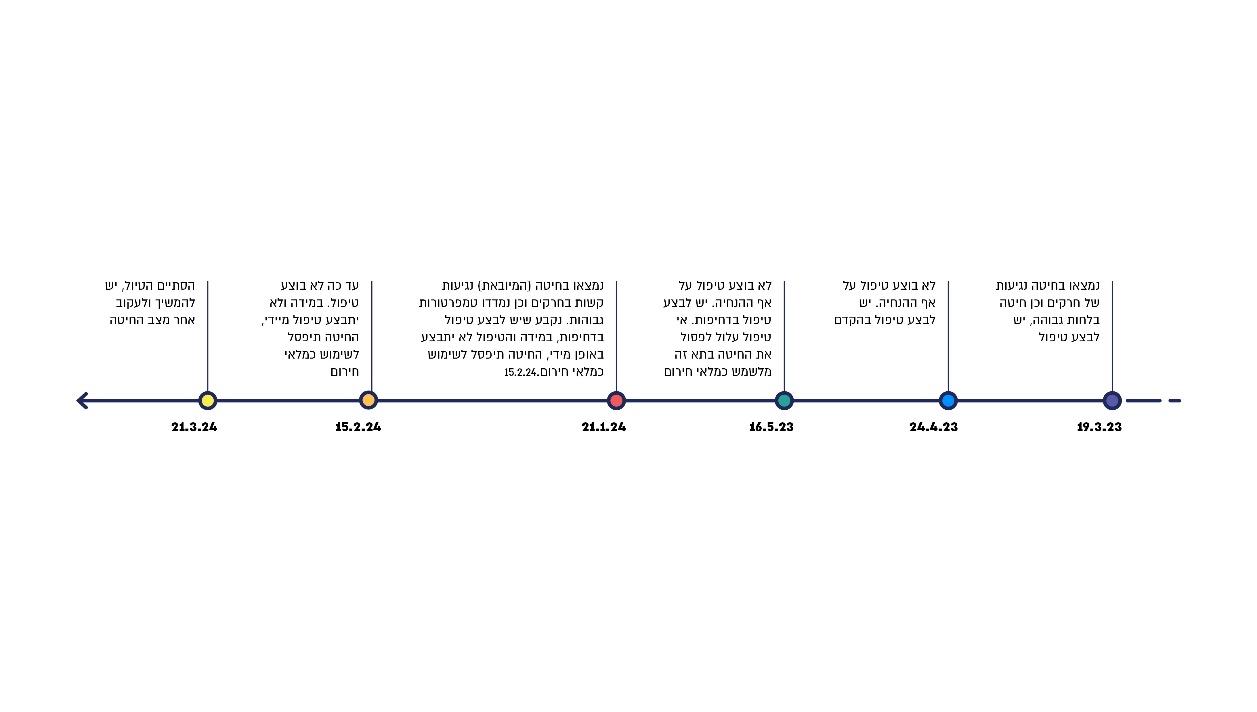 נמצאו בחיטה נגיעות
של חרקים וכן חיטה
בלחות גבוהה, יש
לבצע טיפול
19.3.23
לא בוצע טיפול על
אף ההנחיה. יש
לבצע טיפול בהקדם
24.4.23
לא בוצע טיפול על
אף ההנחיה. יש לבצע
טיפול בדחיפות. אי
טיפול עלול לפסול
את החיטה בתא זה
מלשמש כמלאי חירום
16.5.23
נמצאו בחיטה (המיובאת) נגיעות
קשות בחרקים וכן נמדדו טמפרטורות
גבוהות. נקבע שיש לבצע טיפול
בדחיפות, במידה והטיפול לא יתבצע
באופן מידי, החיטה תיפסל לשימוש
כמלאי חירום.15.2.24
21.1.24
עד כה לא בוצע
טיפול. במידה ולא
יתבצע טיפול מיידי,
החיטה תיפסל
לשימוש כמלאי
חירום
15.2.24
הסתיים הטיול, יש
להמשיך ולעקוב
אחר מצב החיטה
21.3.24